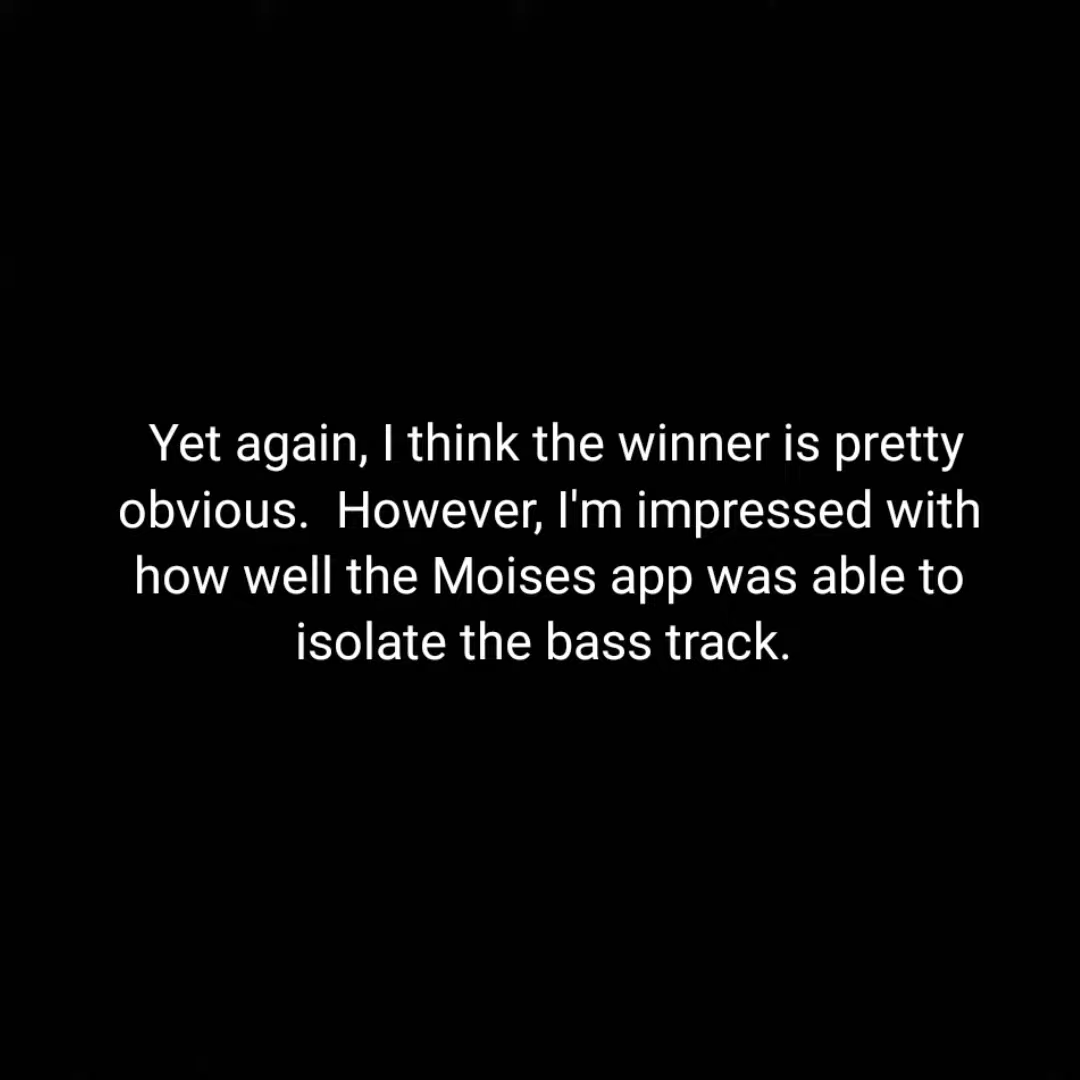 Yet again, I think the winner is pretty
obvious.  However, I'm impressed with
how well the Moises app was able to
isolate the bass track.